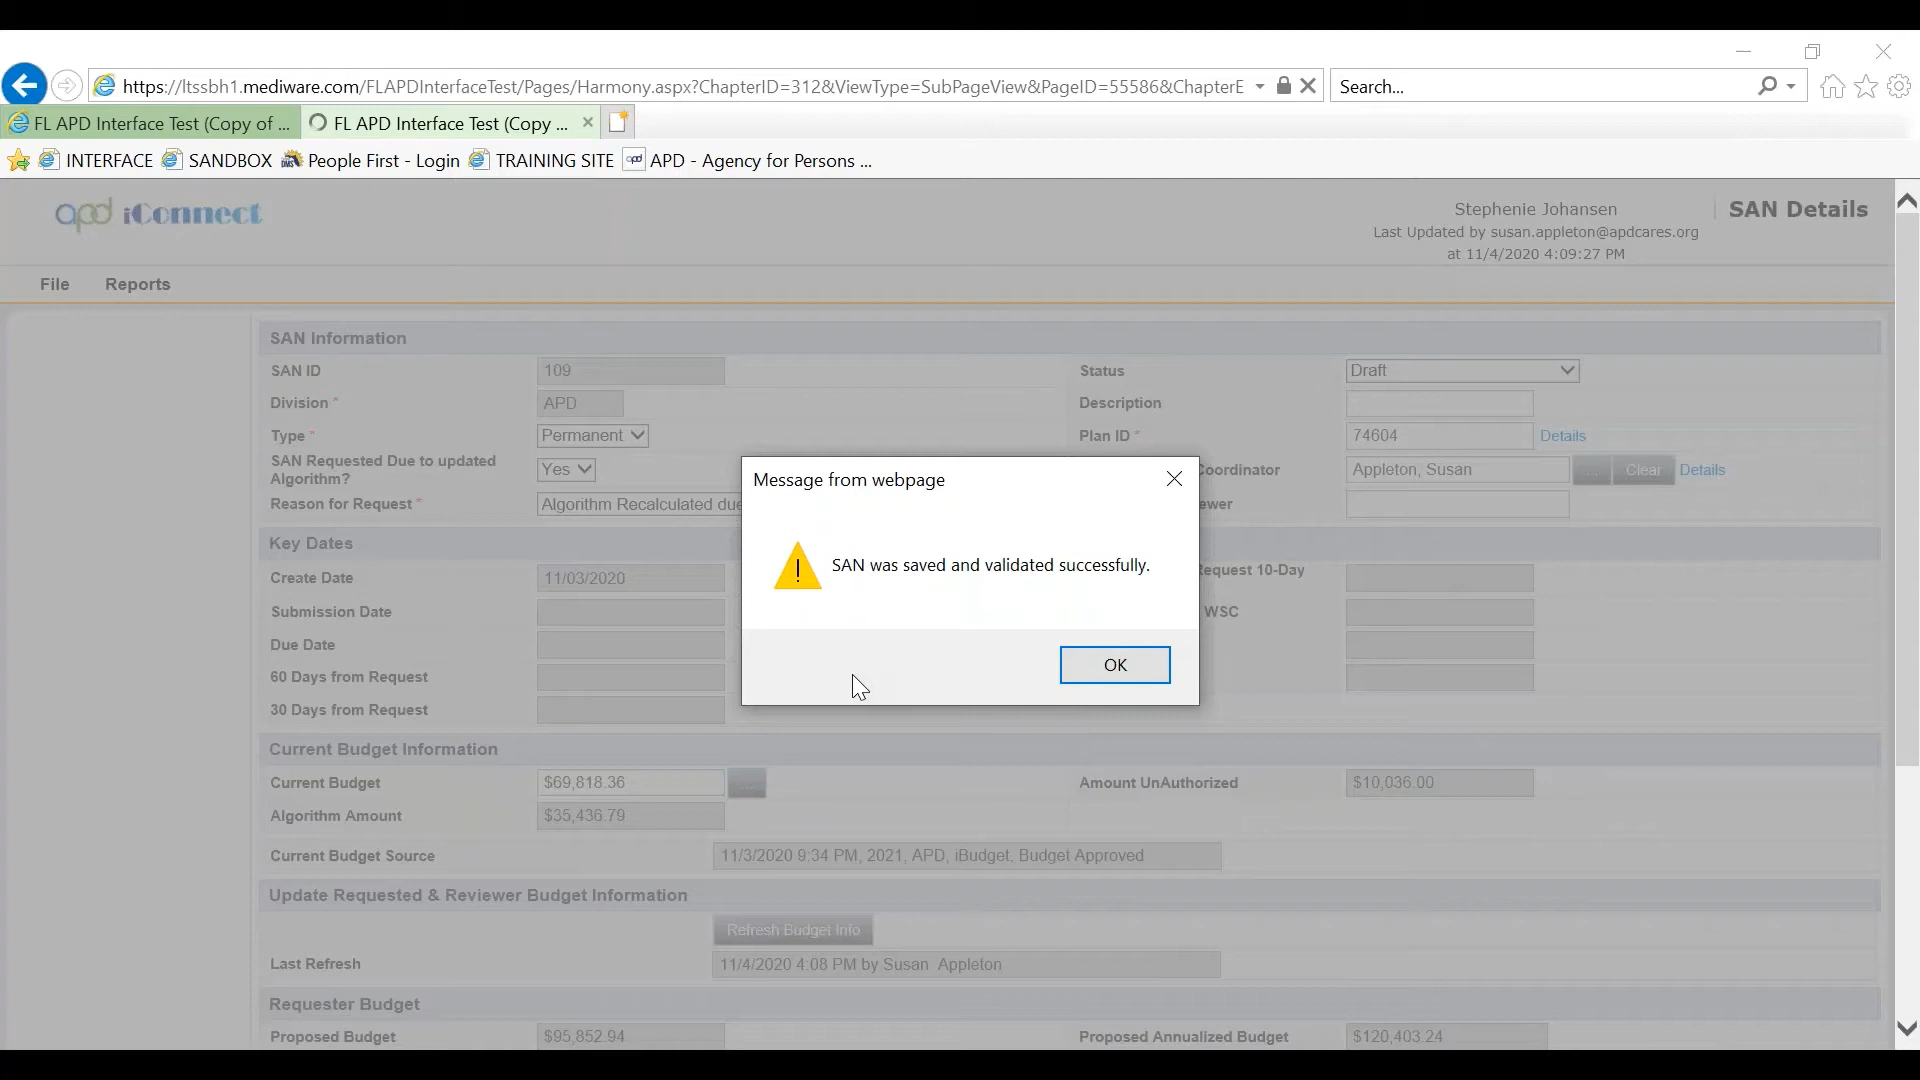 https://ltssbh1.mediware.com/FLAPDInterfaceTest/Pages/Harmony.aspx?ChapterID=312&ViewType=SubPageView&PageID=55586&ChapterE
Search...
FL APD Interface Test (Copy of ...
FL APD Interface Test (Copy ...
INTERFACE
SANDBOX
People First - Login
TRAINING SITE
APD - Agency for Persons ...
apd iConnect
Stephenie Johansen
Last Updated by susan.appleton@apdcares.org
at 11/4/2020 4:09:27 PM
SAN Details
File
Reports
SAN Information
SAN ID
109
Status
Draft
Division *
APD
Description
Type *
Permanent
Plan ID *
74604
Details
SAN Requested Due to updated
Algorithm?
Yes
Coordinator
Appleton, Susan
...
Clear
Details
Reason for Request *
Algorithm Recalculated due
ewer
Message from webpage
SAN was saved and validated successfully.
OK
Key Dates
Create Date
11/03/2020
Request 10-Day
Submission Date
WSC
Due Date
60 Days from Request
30 Days from Request
Current Budget Information
Current Budget
$69,818.36
Amount UnAuthorized
$10,036.00
Algorithm Amount
$35,436.79
Current Budget Source
11/3/2020 9:34 PM, 2021, APD, iBudget, Budget Approved
Update Requested & Reviewer Budget Information
Refresh Budget Info
Last Refresh
11/4/2020 4:08 PM by Susan Appleton
Requester Budget
Proposed Budget
$95,852.94
Proposed Annualized Budget
$120,403.24